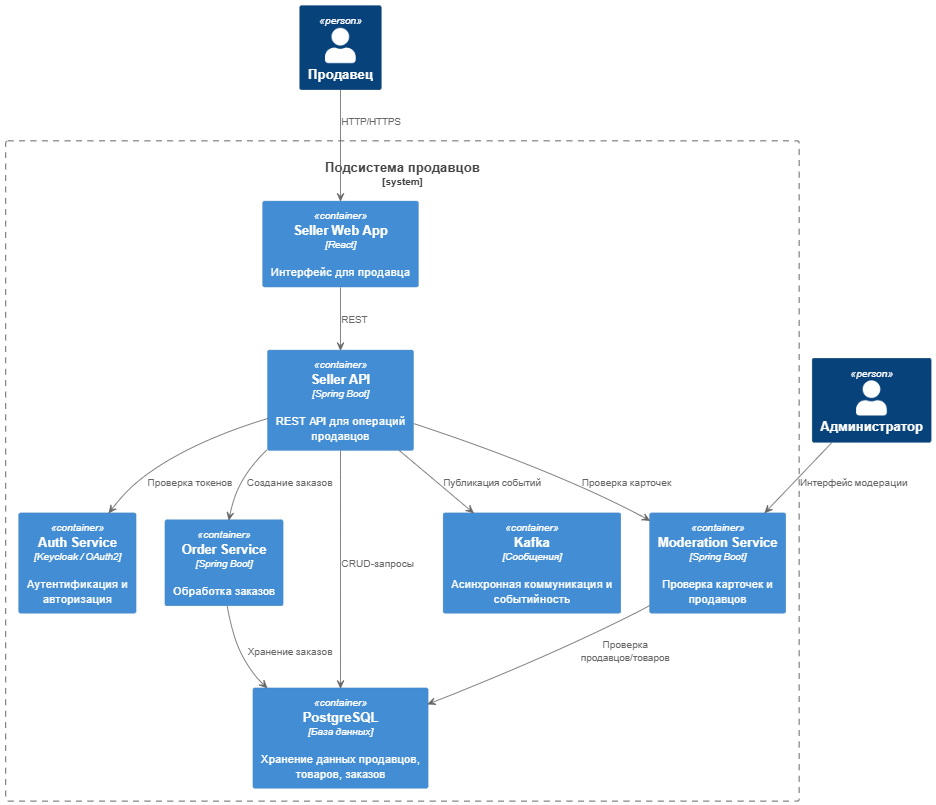 «person»
Продавец
HTTP/HTTPS
Подсистема продавцов
[system]
«container»
Seller Web App
[React]
Интерфейс для продавца
REST
«container»
Seller API
[Spring Boot]
REST API для операций
продавцов
«person»
Администратор
Проверка токенов
Создание заказов
Публикация событий
Проверка карточек
Интерфейс модерации
«container»
Auth Service
[Keycloak / OAuth2]
Аутентификация и
авторизация
«container»
Order Service
[Spring Boot]
Обработка заказов
CRUD-запросы
«container»
Kafka
[Сообщения]
Асинхронная коммуникация и
событийность
«container»
Moderation Service
[Spring Boot]
Проверка карточек и
продавцов
Хранение заказов
Проверка
продавцов/товаров
«container»
PostgreSQL
[База данных]
Хранение данных продавцов,
товаров, заказов